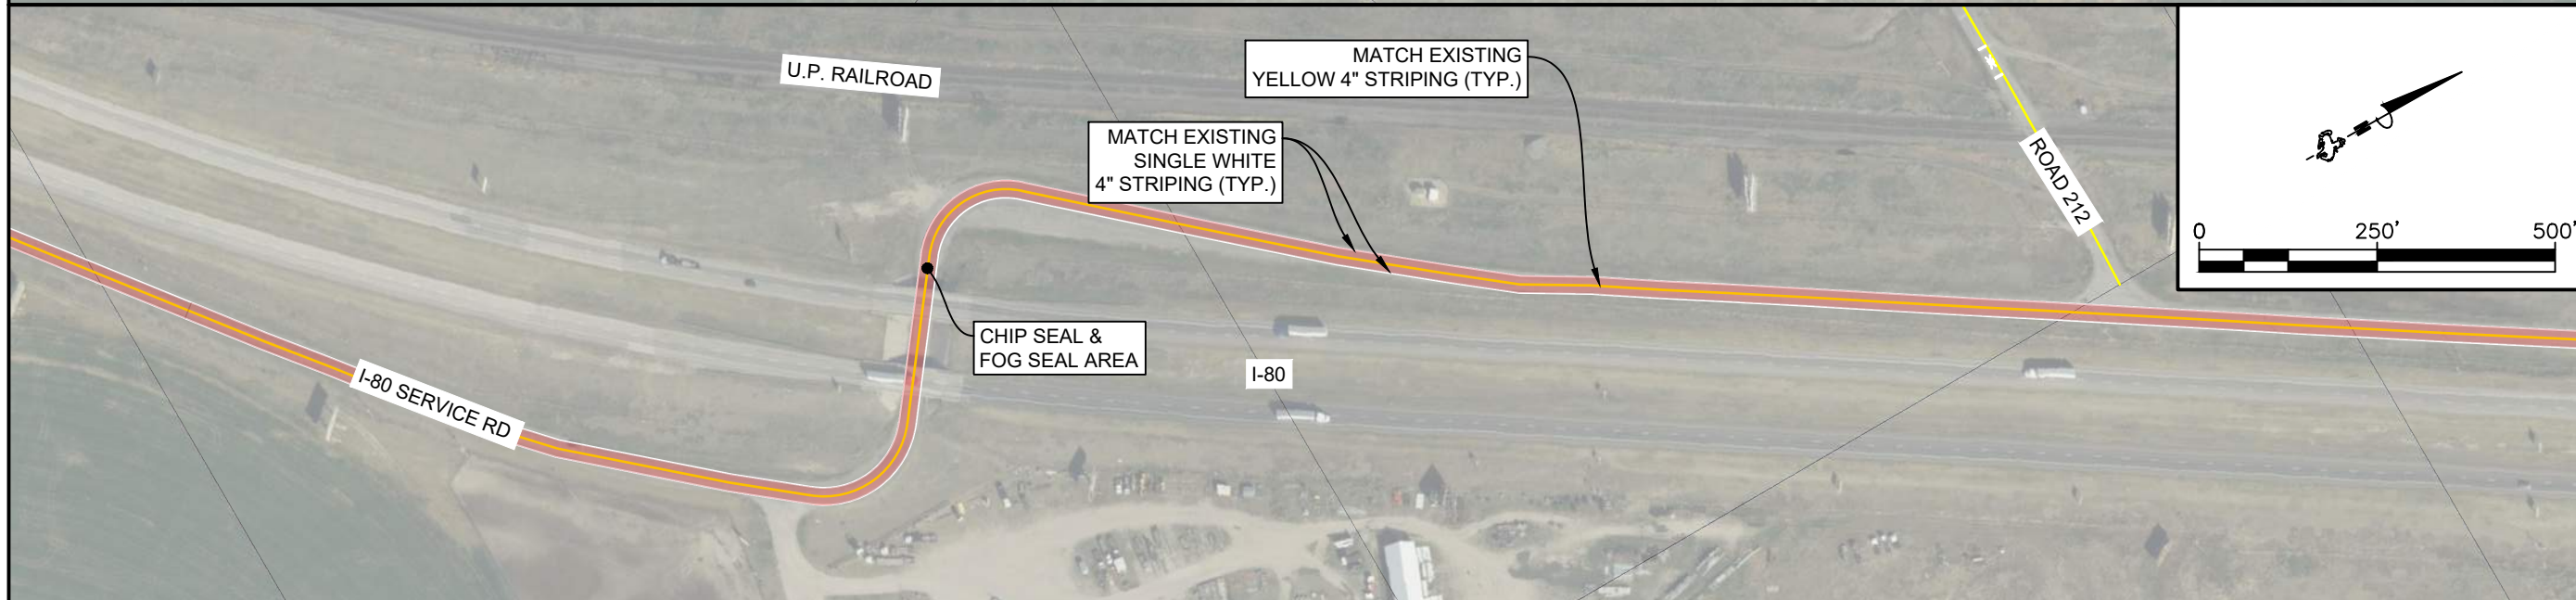 U.P. RAILROAD
MATCH EXISTING
YELLOW 4" STRIPING (TYP.)
MATCH EXISTING
SINGLE WHITE
4" STRIPING (TYP.)
ROAD 212
0 250' 500'
CHIP SEAL &
FOG SEAL AREA
I-80
I-80 SERVICE RD